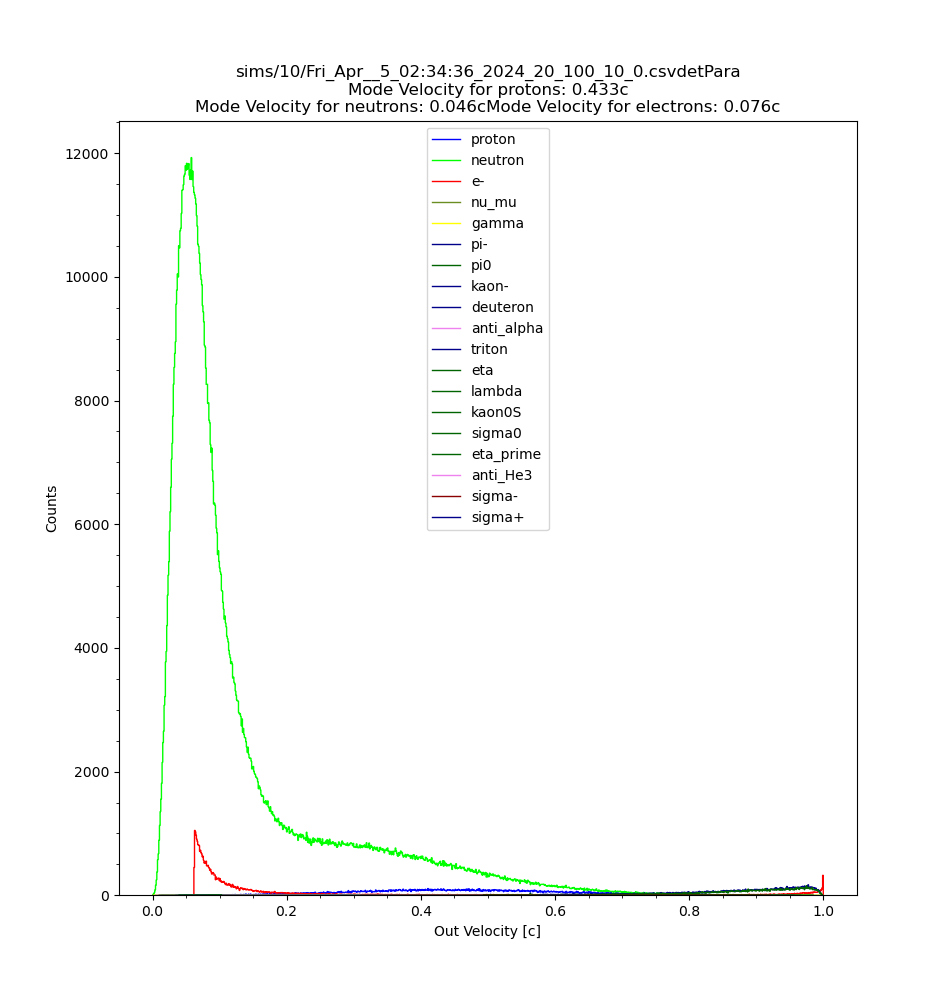 sims/10/Fri_Apr__5_02:34:36_2024_20_100_10_0.csvdetPara
Mode Velocity for protons: 0.433c
Mode Velocity for neutrons: 0.046cMode Velocity for electrons: 0.076c
proton
neutron
e-
nu_mu
gamma
pi-
pi0
kaon-
deuteron
anti_alpha
triton
eta
lambda
kaon0S
sigma0
eta_prime
anti_He3
sigma-
sigma+
12000
10000
8000
6000
4000
2000
0
Counts
0.0 0.2 0.4 0.6 0.8 1.0
Out Velocity [c]